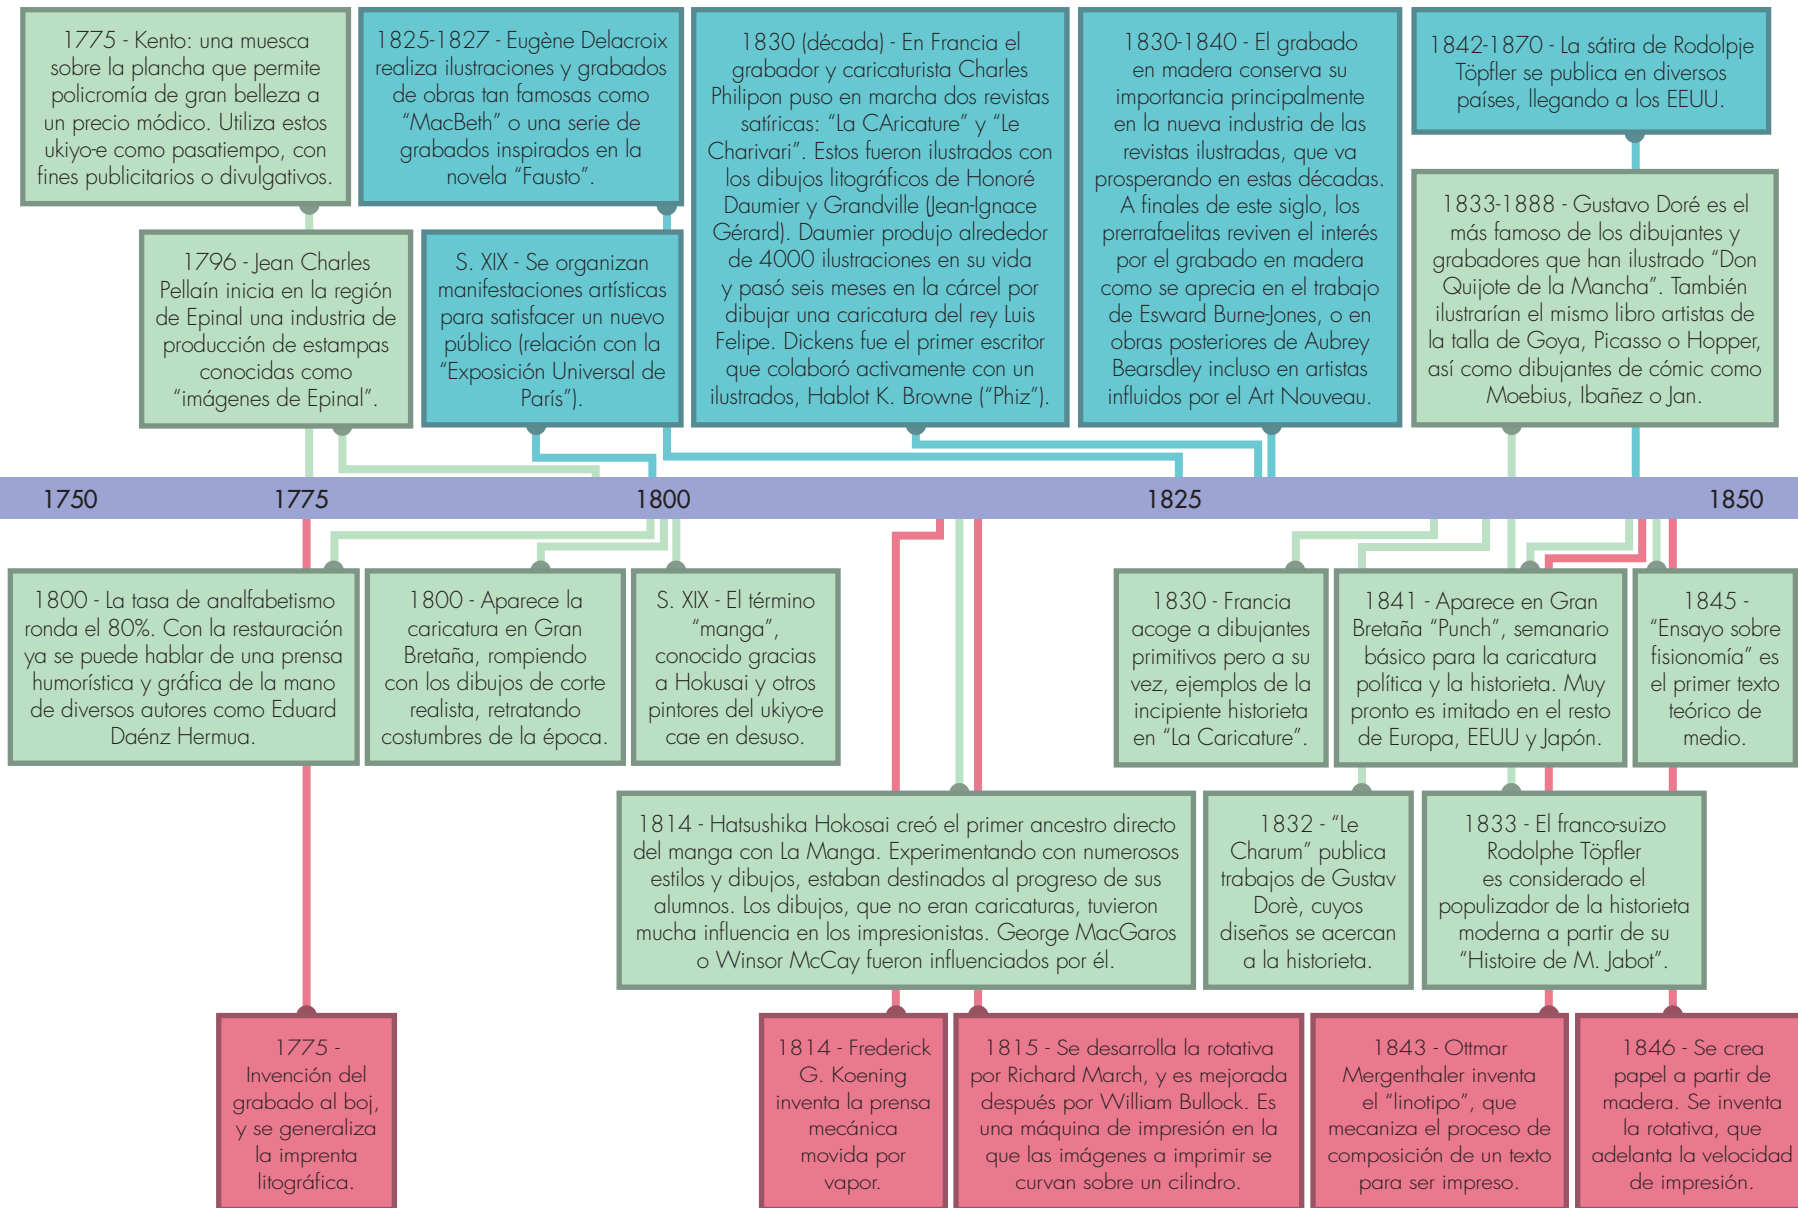 1775 - Kento: una muesca
sobre la plancha que permite
policromía de gran belleza a
un precio módico. Utiliza estos
ukiyo-e como pasatiempo, con
fines publicitarios o divulgativos.
1825-1827 - Eugène Delacroix
realiza ilustraciones y grabados
de obras tan famosas como
“MacBeth” o una serie de
grabados inspirados en la
novela “Fausto”.
1830 (década) - En Francia el
grabador y caricaturista Charles
Philipon puso en marcha dos revistas
satíricas: “La CAricature” y “Le
Charivari”. Estos fueron ilustrados con
los dibujos litográficos de Honoré
Daumier y Grandville (Jean-Ignace
Gérard). Daumier produjo alrededor
de 4000 ilustraciones en su vida
y pasó seis meses en la cárcel por
dibujar una caricatura del rey Luis
Felipe. Dickens fue el primer escritor
que colaboró activamente con un
ilustrados, Hablot K. Browne (“Phiz”).
1830-1840 - El grabado
en madera conserva su
importancia principalmente
en la nueva industria de las
revistas ilustradas, que va
prosperando en estas décadas.
A finales de este siglo, los
prerrafaelitas reviven el interés
por el grabado en madera
como se aprecia en el trabajo
de Esward Burne-Jones, o en
obras posteriores de Aubrey
Bearsdley incluso en artistas
influidos por el Art Nouveau.
1842-1870 - La sátira de Rodolpje
Töpfler se publica en diversos
países, llegando a los EEUU.
1796 - Jean Charles
Pellaín inicia en la región
de Epinal una industria de
producción de estampas
conocidas como
“imágenes de Epinal”.
S. XIX - Se organizan
manifestaciones artísticas
para satisfacer un nuevo
público (relación con la
“Exposición Universal de
París”).
1833-1888 - Gustavo Doré es el
más famoso de los dibujantes y
grabadores que han ilustrado “Don
Quijote de la Mancha”. También
ilustrarían el mismo libro artistas de
la talla de Goya, Picasso o Hopper,
así como dibujantes de cómic como
Moebius, Ibañez o Jan.
1750
1775
1800
1825
1850
1800 - La tasa de analfabetismo
ronda el 80%. Con la restauración
ya se puede hablar de una prensa
humorística y gráfica de la mano
de diversos autores como Eduard
Daénz Hermua.
1800 - Aparece la
caricatura en Gran
Bretaña, rompiendo
con los dibujos de corte
realista, retratando
costumbres de la época.
S. XIX - El término
“manga”,
conocido gracias
a Hokusai y otros
pintores del ukiyo-e
cae en desuso.
1830 - Francia
acoge a dibujantes
primitivos pero a su
vez, ejemplos de la
incipiente historieta
en “La Caricature”.
1841 - Aparece en Gran
Bretaña “Punch”, semanario
básico para la caricatura
política y la historieta. Muy
pronto es imitado en el resto
de Europa, EEUU y Japón.
1845 -
“Ensayo sobre
fisionomía” es
el primer texto
teórico de
medio.
1814 - Hatsushika Hokosai creó el primer ancestro directo
del manga con La Manga. Experimentando con numerosos
estilos y dibujos, estaban destinados al progreso de sus
alumnos. Los dibujos, que no eran caricaturas, tuvieron
mucha influencia en los impresionistas. George MacGaros
o Winsor McCay fueron influenciados por él.
1832 - “Le
Charum” publica
trabajos de Gustav
Dorè, cuyos
diseños se acercan
a la historieta.
1833 - El franco-suizo
Rodolphe Töpfler
es considerado el
populizador de la historieta
moderna a partir de su
“Histoire de M. Jabot”.
1775 -
Invención del
grabado al boj,
y se generaliza
la imprenta
litográfica.
1814 - Frederick
G. Koening
inventa la prensa
mecánica
movida por
vapor.
1815 - Se desarrolla la rotativa
por Richard March, y es mejorada
después por William Bullock. Es
una máquina de impresión en la
que las imágenes a imprimir se
curvan sobre un cilindro.
1843 - Ottmar
Mergenthaler inventa
el “linotipo”, que
mecaniza el proceso de
composición de un texto
para ser impreso.
1846 - Se crea
papel a partir de
madera. Se inventa
la rotativa, que
adelanta la velocidad
de impresión.